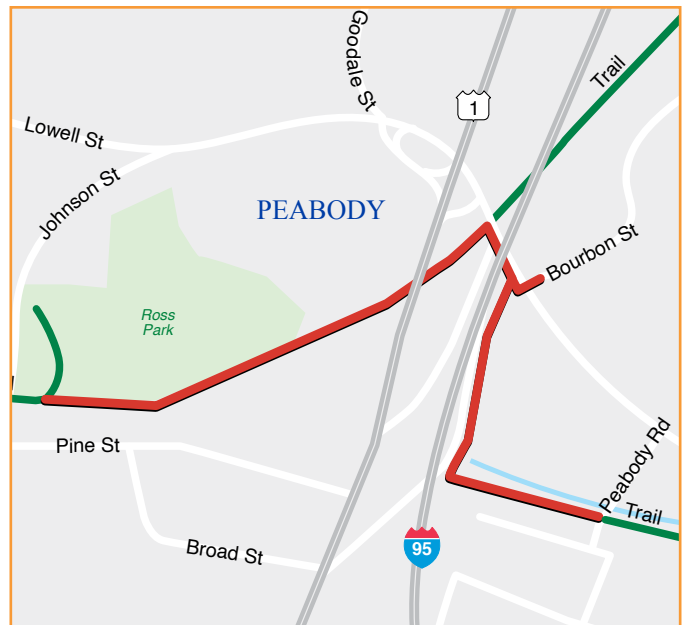 Goodale St
Trail
1
Lowell St
Johnson St
PEABODY
Bourbon St
Ross
Park
Pine St
Peabody Rd
Trail
Broad St
95